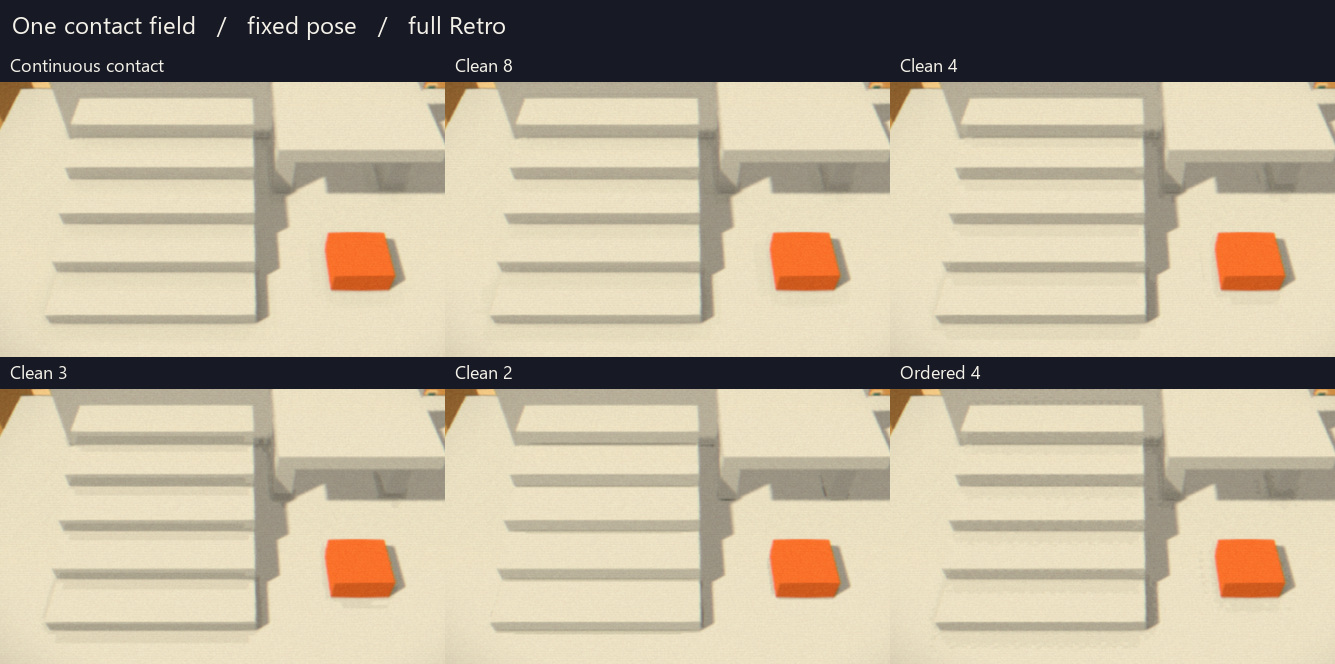 One contact field / fixed pose / full Retro
Continuous contact
Clean 8
Clean 4
Clean 3
Clean 2
Ordered 4